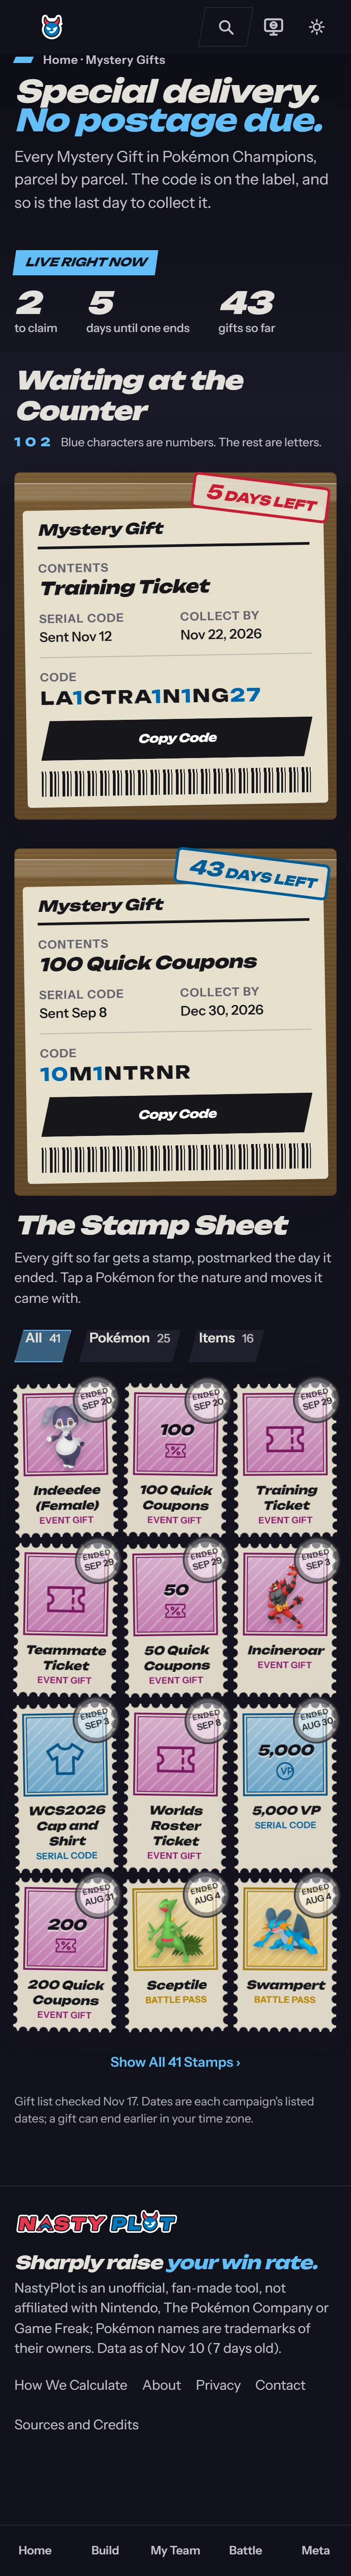 Home · Mystery Gifts
Special delivery.
No postage due.
Every Mystery Gift in Pokémon Champions,
parcel by parcel. The code is on the label, and
so is the last day to collect it.
LIVE RIGHT NOW
2
to claim
5
days until one ends
43
gifts so far
Waiting at the
Counter
1 0 2 Blue characters are numbers. The rest are letters.
5 DAYS LEFT
Mystery Gift
CONTENTS
Training Ticket
SERIAL CODE
Sent Nov 12
COLLECT BY
Nov 22, 2026
CODE
LA1CTRA1N1NG27
Copy Code
43 DAYS LEFT
Mystery Gift
CONTENTS
100 Quick Coupons
SERIAL CODE
Sent Sep 8
COLLECT BY
Dec 30, 2026
CODE
10M1NTRNR
Copy Code
The Stamp Sheet
Every gift so far gets a stamp, postmarked the day it
ended. Tap a Pokémon for the nature and moves it
came with.
All 41
Pokémon 25
Items 16
ENDED
SEP 20
Indeedee
(Female)
EVENT GIFT
ENDED
SEP 20
100
100 Quick
Coupons
EVENT GIFT
ENDED
SEP 29
Training
Ticket
EVENT GIFT
ENDED
SEP 29
Teammate
Ticket
EVENT GIFT
ENDED
SEP 29
50
50 Quick
Coupons
EVENT GIFT
ENDED
SEP 3
Incineroar
EVENT GIFT
ENDED
SEP 3
WCS2026
Cap and
Shirt
SERIAL CODE
ENDED
SEP 8
Worlds
Roster
Ticket
EVENT GIFT
ENDED
AUG 30
5,000
VP
5,000 VP
SERIAL CODE
ENDED
AUG 31
200
200 Quick
Coupons
EVENT GIFT
ENDED
AUG 4
Sceptile
BATTLE PASS
ENDED
AUG 4
Swampert
BATTLE PASS
Show All 41 Stamps ›
Gift list checked Nov 17. Dates are each campaign's listed
dates; a gift can end earlier in your time zone.
NASTY PLOT
Sharply raise your win rate.
NastyPlot is an unofficial, fan-made tool, not
affiliated with Nintendo, The Pokémon Company or
Game Freak; Pokémon names are trademarks of
their owners. Data as of Nov 10 (7 days old).
How We Calculate About Privacy Contact
Sources and Credits
Home Build My Team Battle Meta